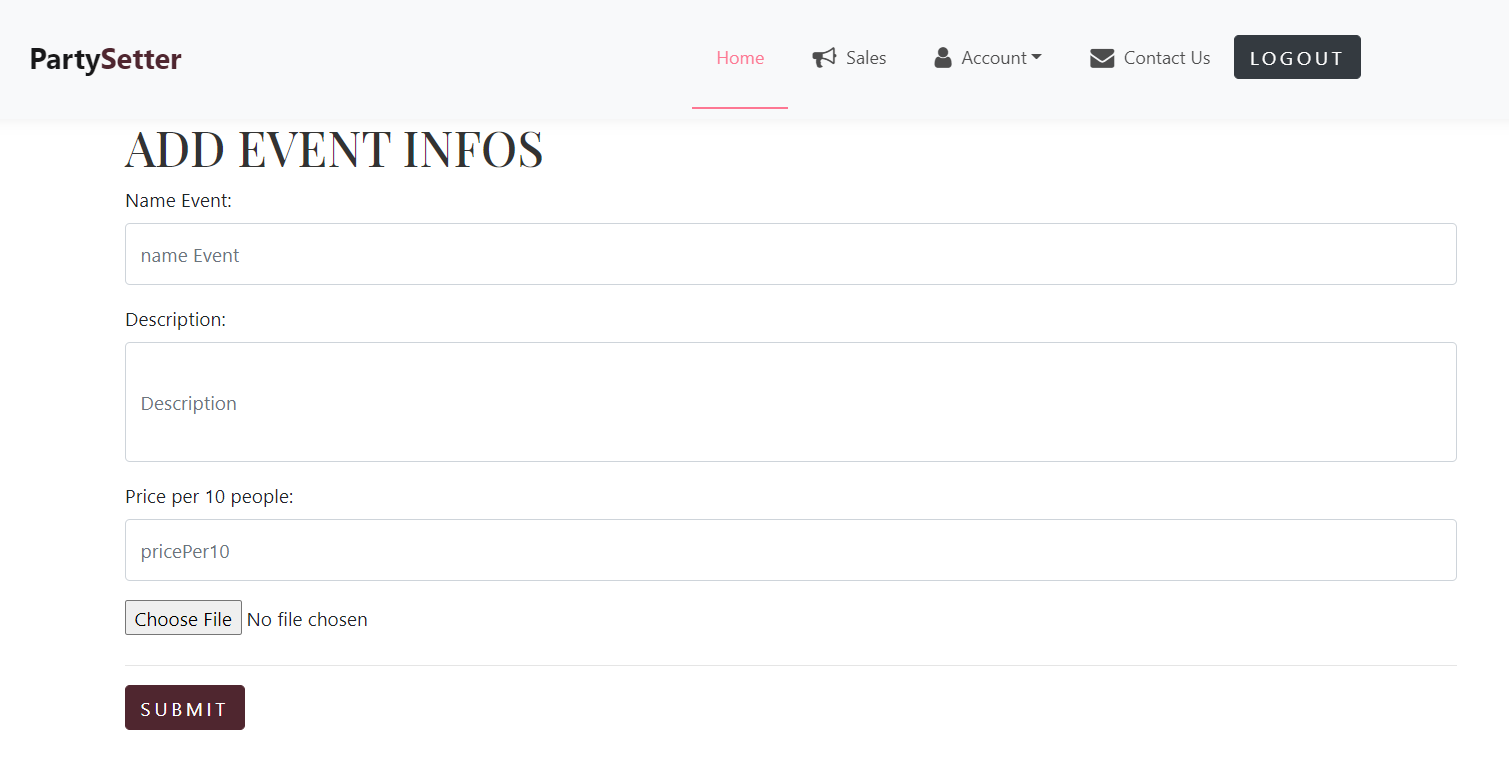 PartySetter
Home Sales Account Contact Us LOGOUT
ADD EVENT INFOS
Name Event:
name Event
Description:
Description
Price per 10 people:
pricePer10
Choose File No file chosen
SUBMIT